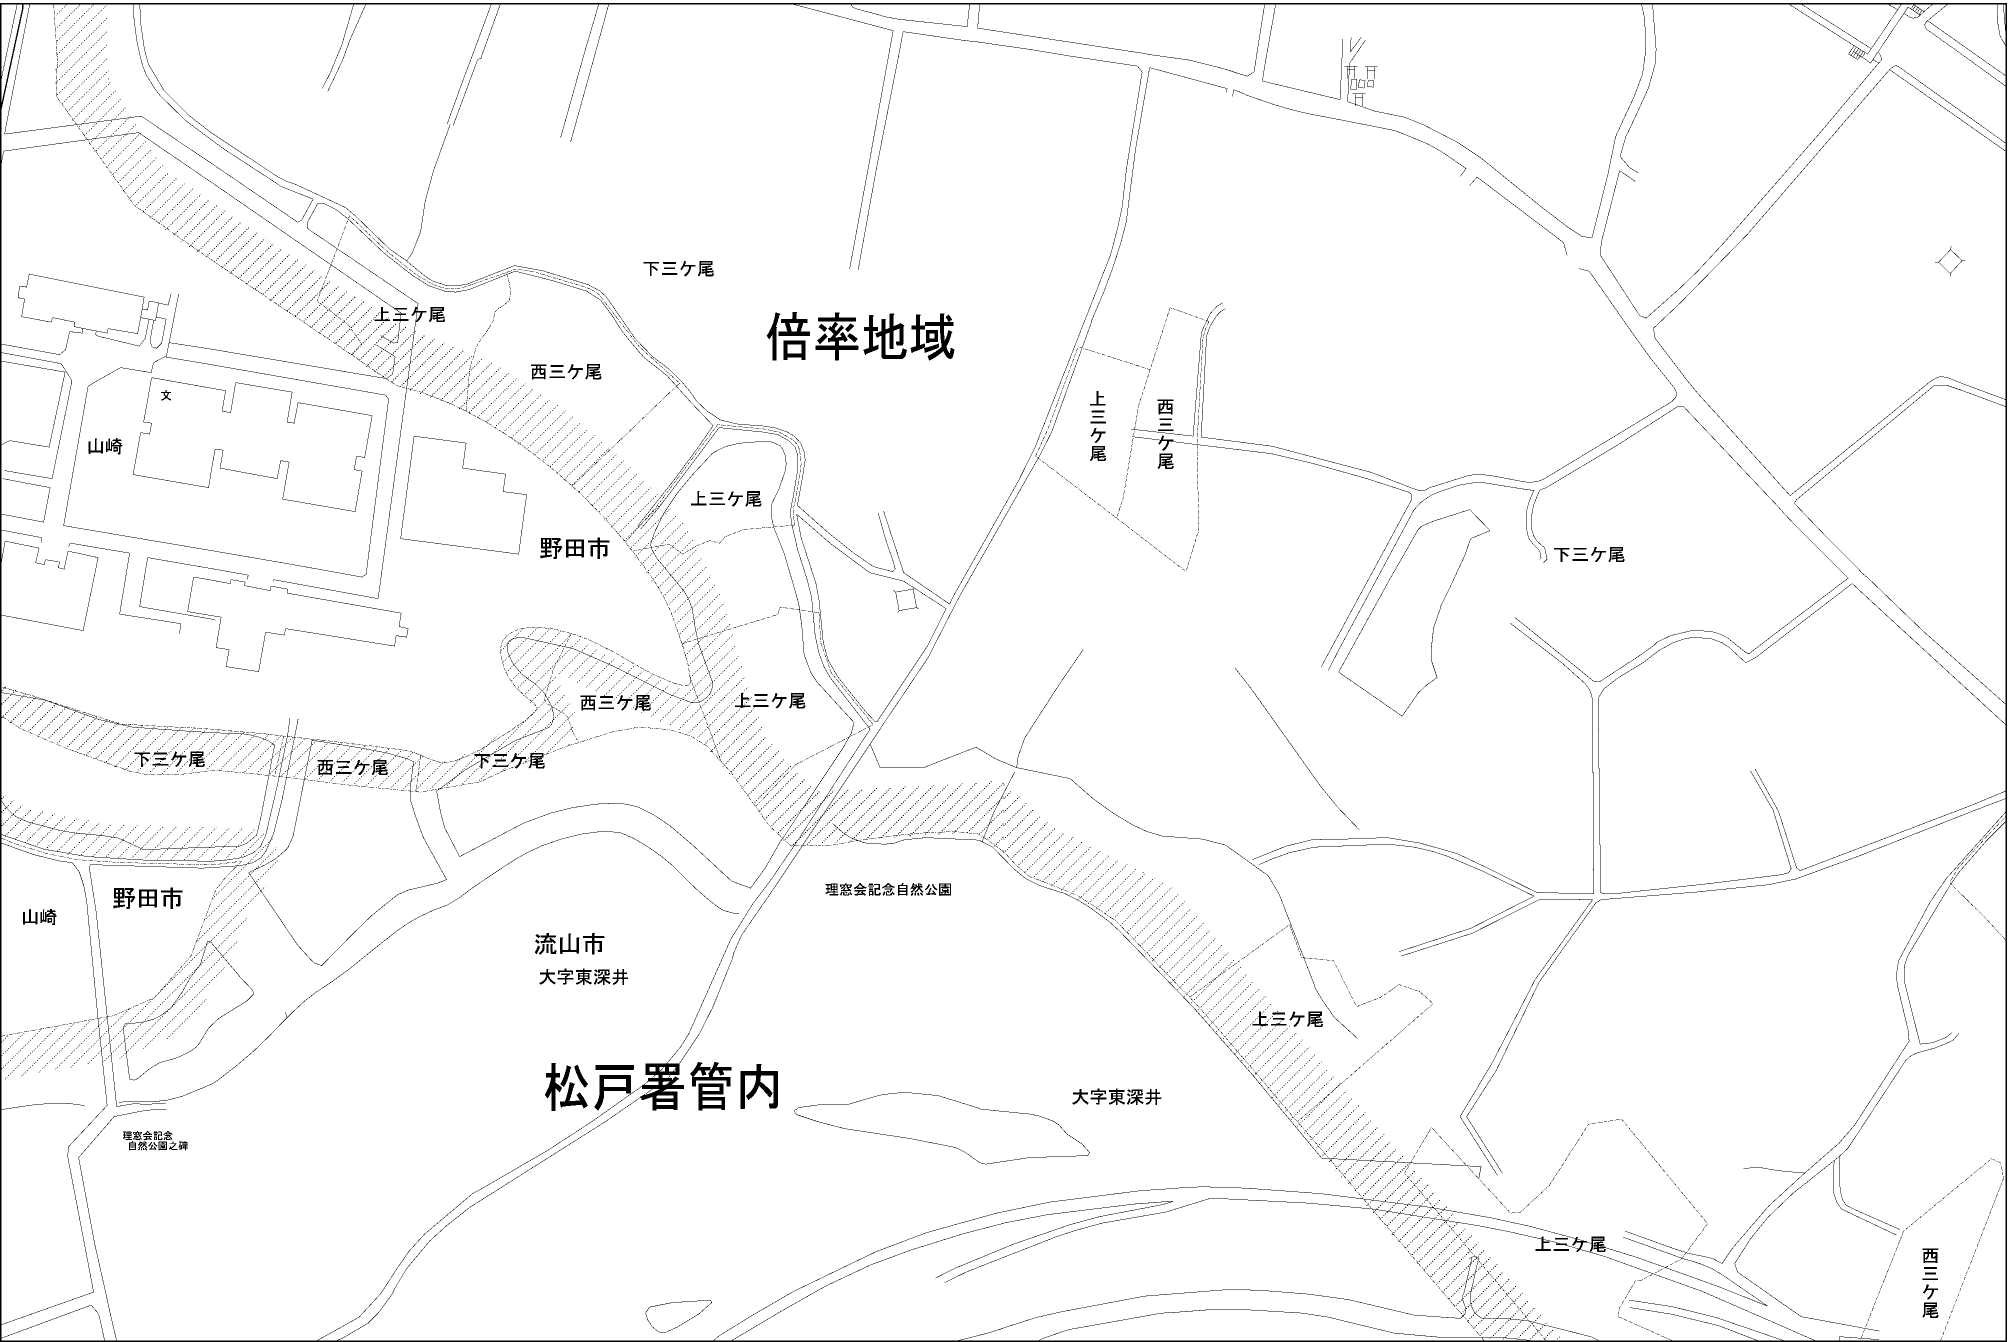 下三ケ尾
上三ケ尾
倍率地域
西三ケ尾
文
上三ケ尾
西三ケ尾
山崎
上三ケ尾
野田市
下三ケ尾
西三ケ尾
上三ケ尾
下三ケ尾
西三ケ尾
下三ケ尾
理窓会記念自然公園
野田市
山崎
流山市
大字東深井
上三ケ尾
松戸署管内
大字東深井
理窓会記念
自然公園之碑
上三ケ尾
西三ケ尾